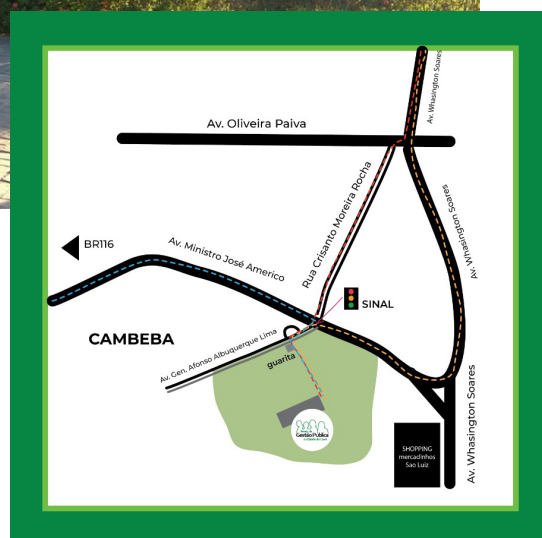 Av. Whasington Soares
Av. Oliveira Paiva
Rua Crisanto Moreira Rocha
Av. Whasington Soares
BR116
Av. Ministro José Americo
SINAL
CAMBEBA
Av. Gen. Afonso Albuquerque Lima
guarita
Gestão Pública
SHOPPING
mercadinhos
Sao Luiz
Av. Whasington Soares